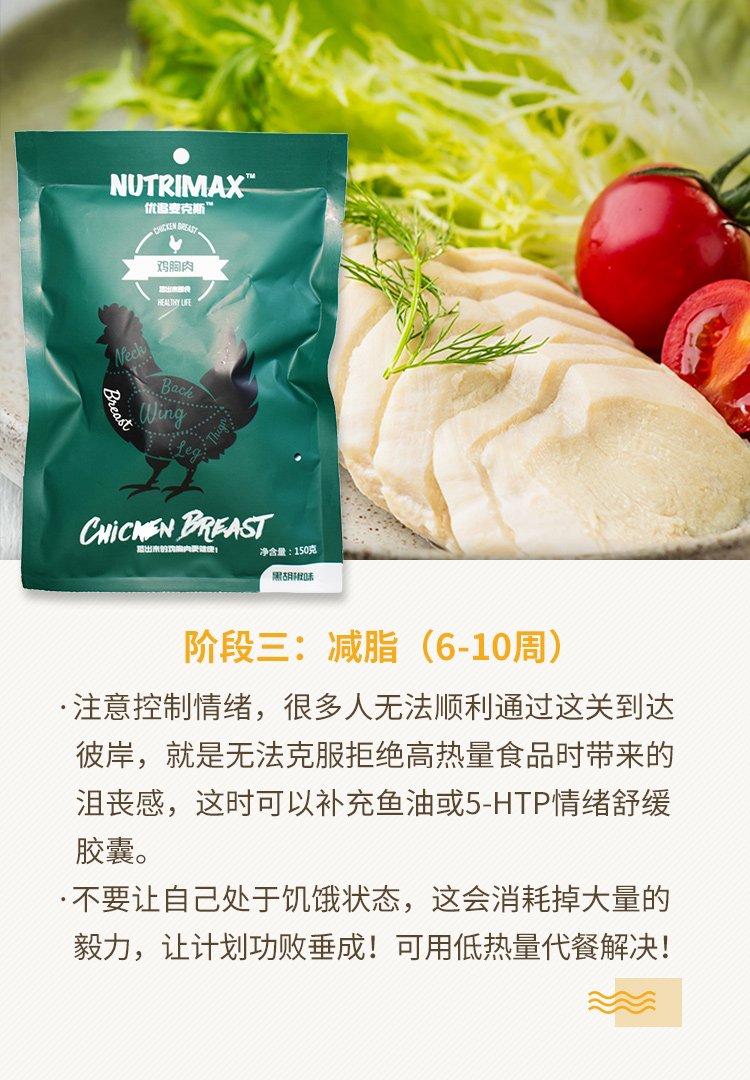 NUTRIMAX™
优多麦克斯™
CHICKEN BREAST
鸡胸肉
HEALTHY LIFE
Neck
Back
Breast
Wing
Leg
Thigh
CHICKEN BREAST
净含量：150克
黑胡椒味
阶段三：减脂（6-10周）
·注意控制情绪，很多人无法顺利通过这关到达
彼岸，就是无法克服拒绝高热量食品时带来的
沮丧感，这时可以补充鱼油或5-HTP情绪舒缓
胶囊。
·不要让自己处于饥饿状态，这会消耗掉大量的
毅力，让计划功败垂成！可用低热量代餐解决！